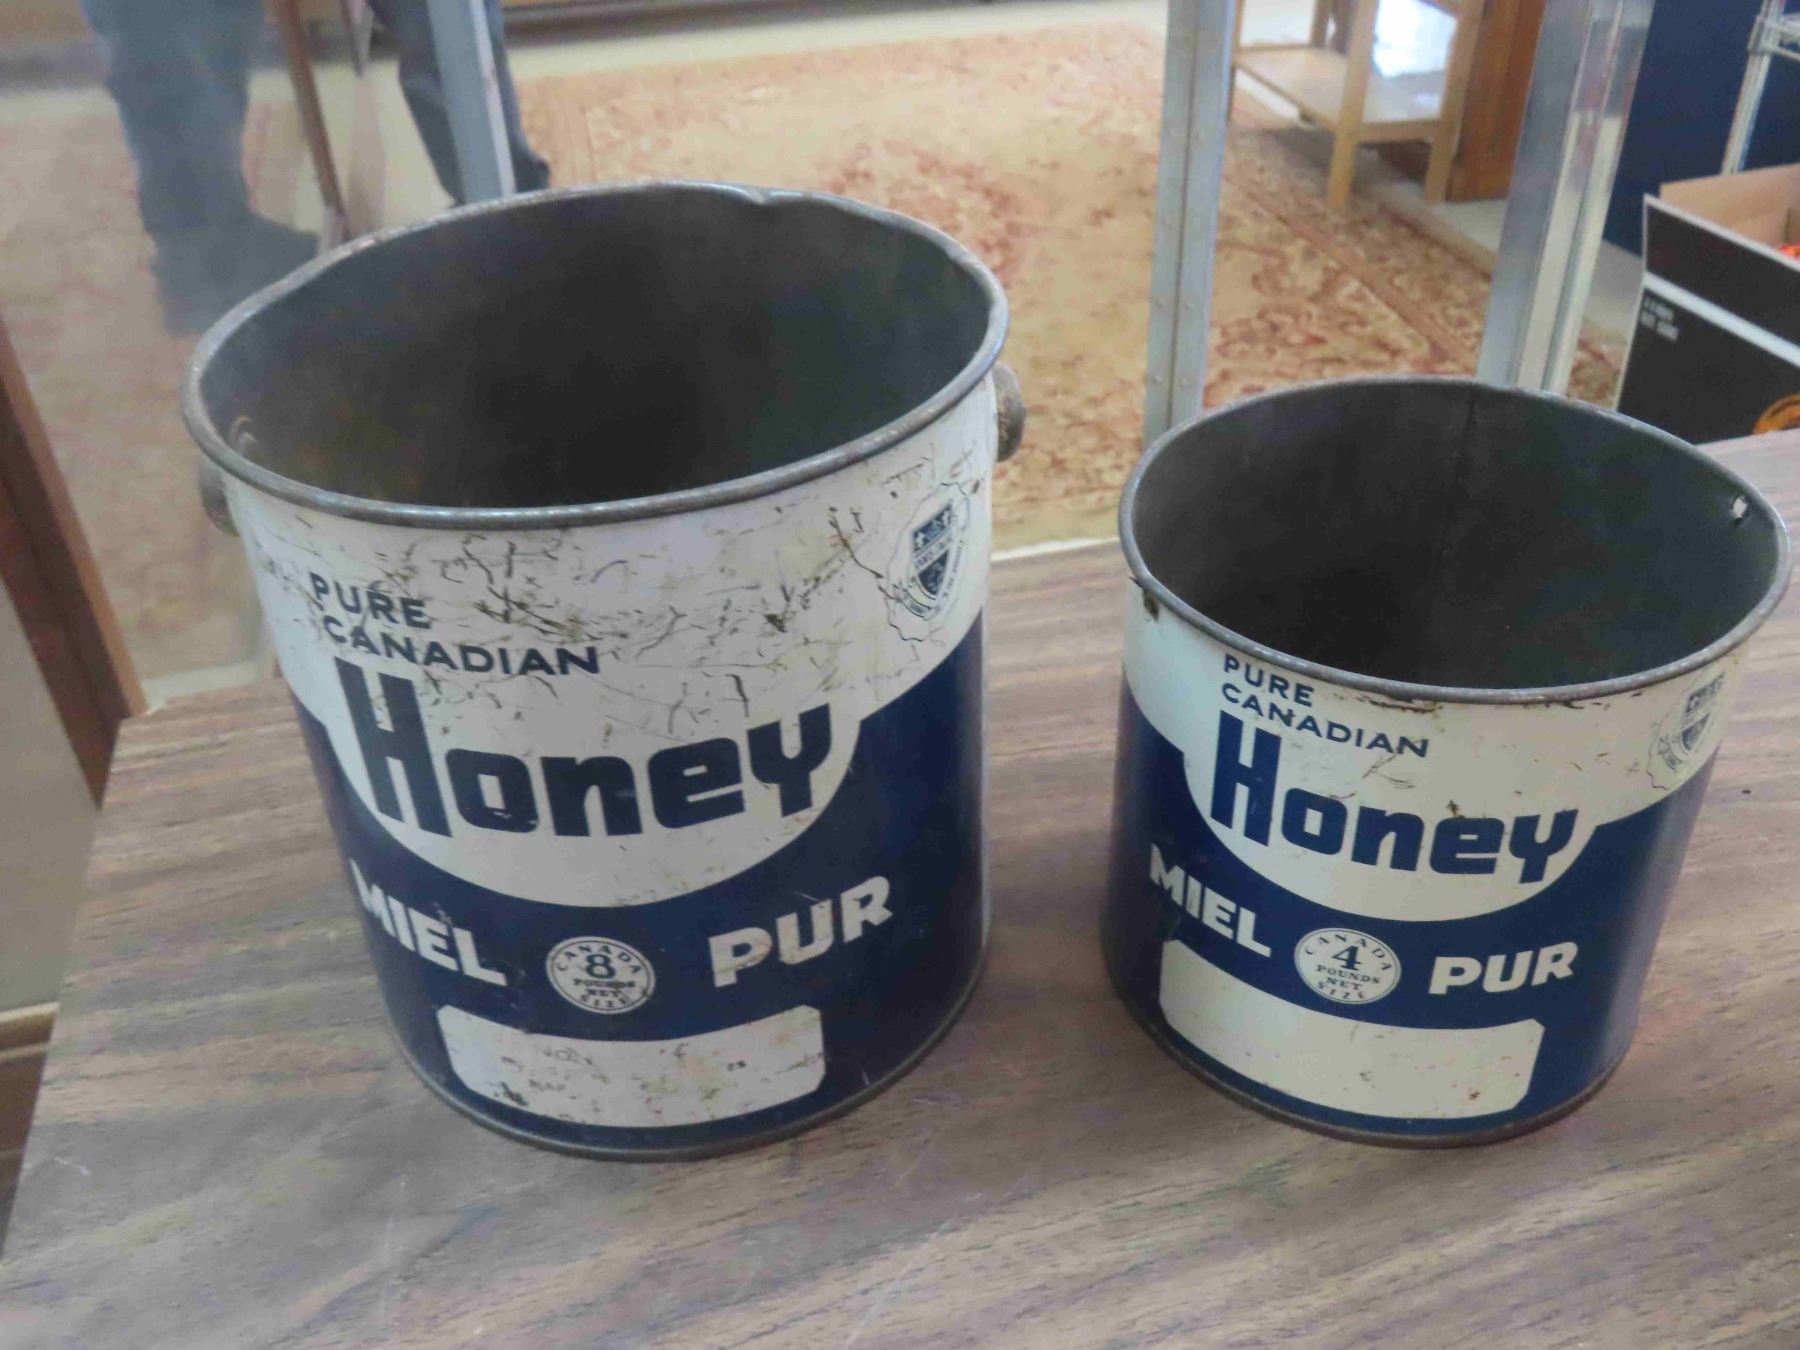 PURE
CANADIAN
Honey
MIEL PUR
CANADA
8
POUNDS
NET
SIZE
PURE
CANADIAN
Honey
MIEL PUR
CANADA
4
POUNDS
NET
SIZE